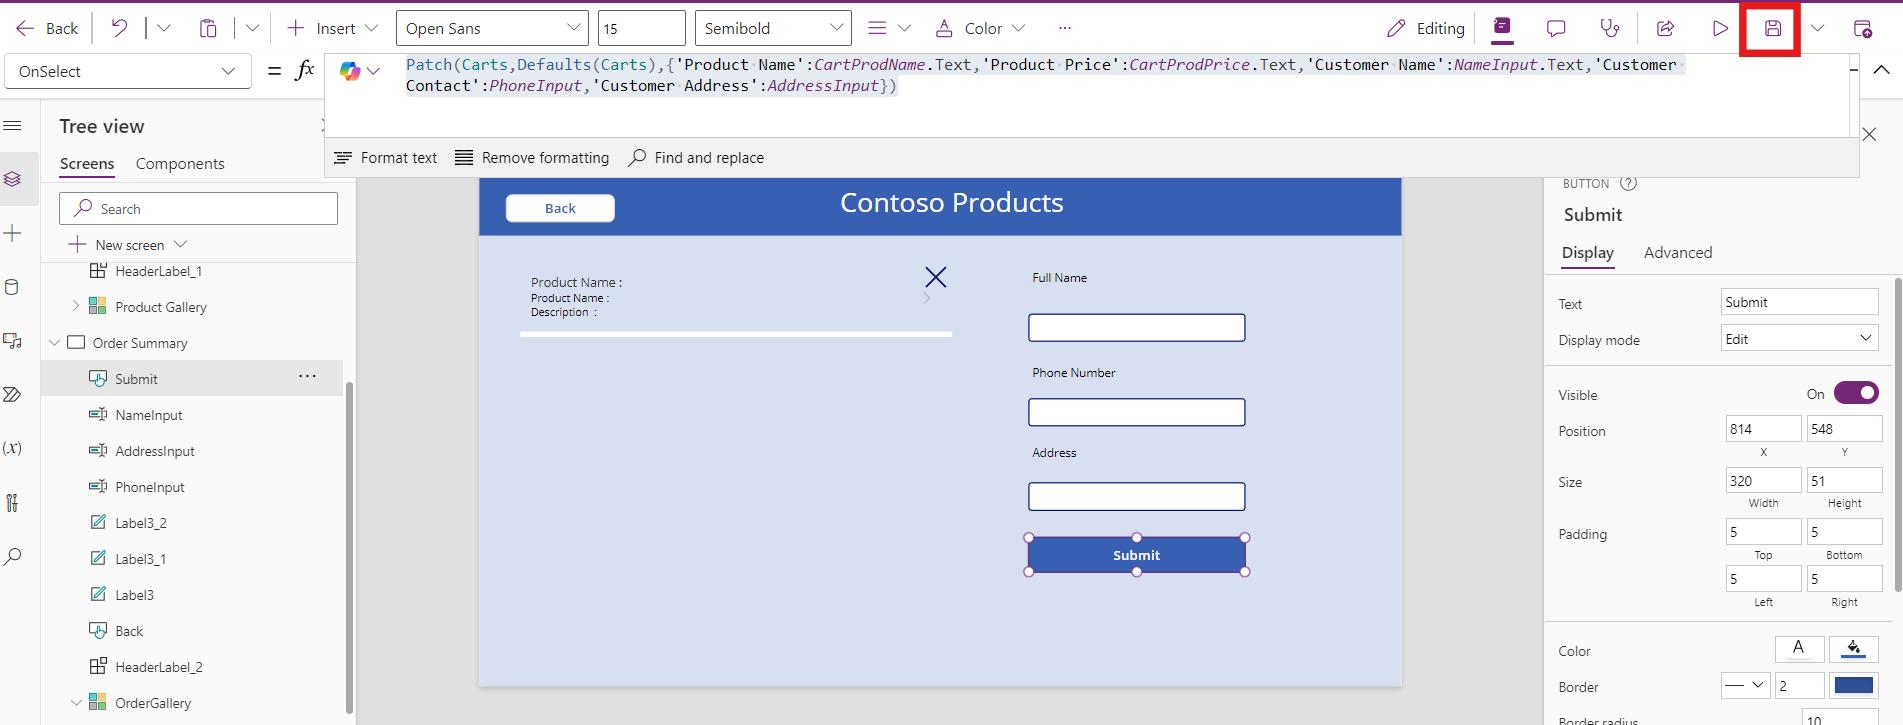 Back Insert Open Sans 15 Semibold Color ... Editing
OnSelect = fx Patch(Carts,Defaults(Carts),{'Product Name':CartProdName.Text,'Product Price':CartProdPrice.Text,'Customer Name':NameInput.Text,'Customer
Contact':PhoneInput,'Customer Address':AddressInput})
Format text Remove formatting Find and replace
Tree view
Screens Components
Search
New screen
HeaderLabel_1
Product Gallery
Order Summary
Submit ...
NameInput
AddressInput
PhoneInput
Label3_2
Label3_1
Label3
Back
HeaderLabel_2
OrderGallery
(x)
Back Contoso Products
Product Name :
Product Name :
Description :
Full Name
Phone Number
Address
Submit
BUTTON ?
Submit
Display Advanced
Text Submit
Display mode Edit
Visible On
Position 814 548
X Y
Size 320 51
Width Height
Padding 5 5
Top Bottom
5 5
Left Right
Color A
Border 2
Border radius 10